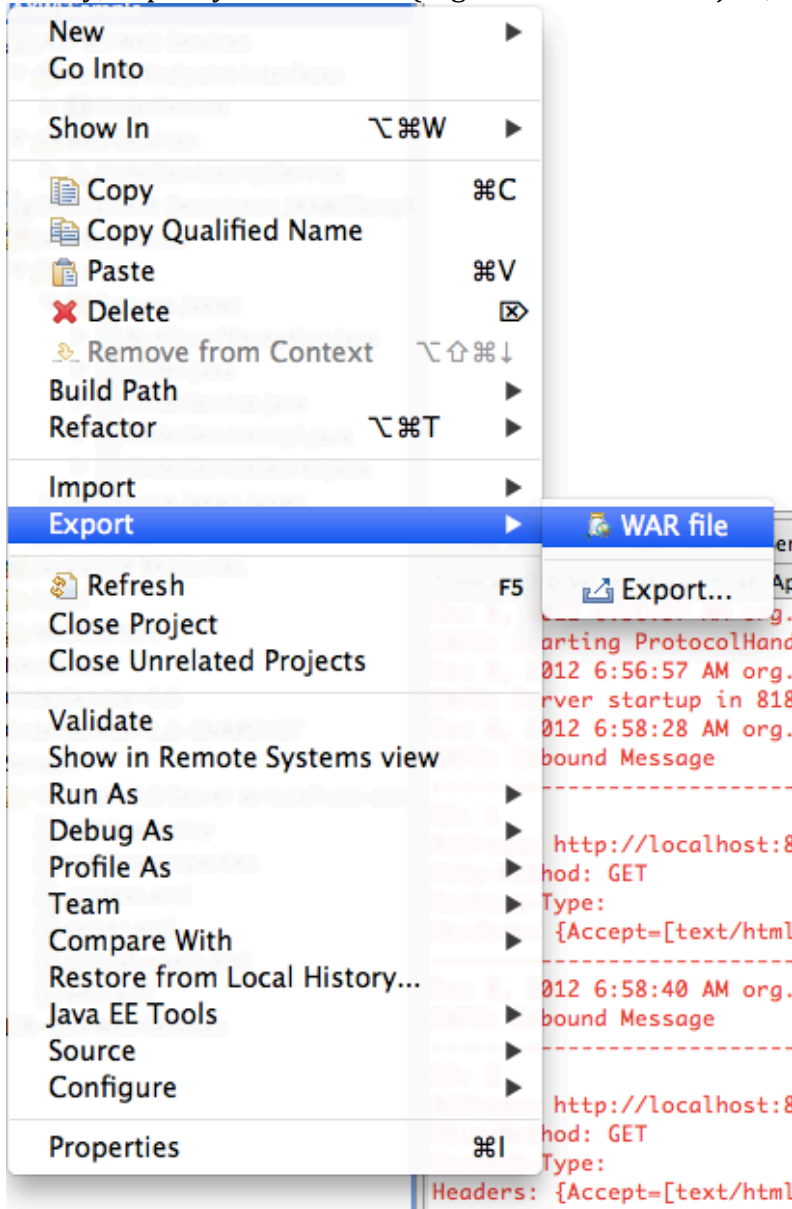 New
Go Into
Show In ⌥⌘W
Copy ⌘C
Copy Qualified Name
Paste ⌘V
Delete ⌦
Remove from Context ⌥⇧⌘↓
Build Path
Refactor ⌥⌘T
Import
Export
WAR file
Refresh F5
Export...
Close Project
Close Unrelated Projects
Validate
Show in Remote Systems view
Run As
Debug As
Profile As
Team
Compare With
Restore from Local History...
Java EE Tools
Source
Configure
Properties ⌘I
arting ProtocolHand
012 6:56:57 AM org.
rver startup in 818
012 6:58:28 AM org.
bound Message
http://localhost:8
hod: GET
Type:
{Accept=[text/html
012 6:58:40 AM org.
bound Message
http://localhost:8
hod: GET
Type:
Headers: {Accept=[text/html